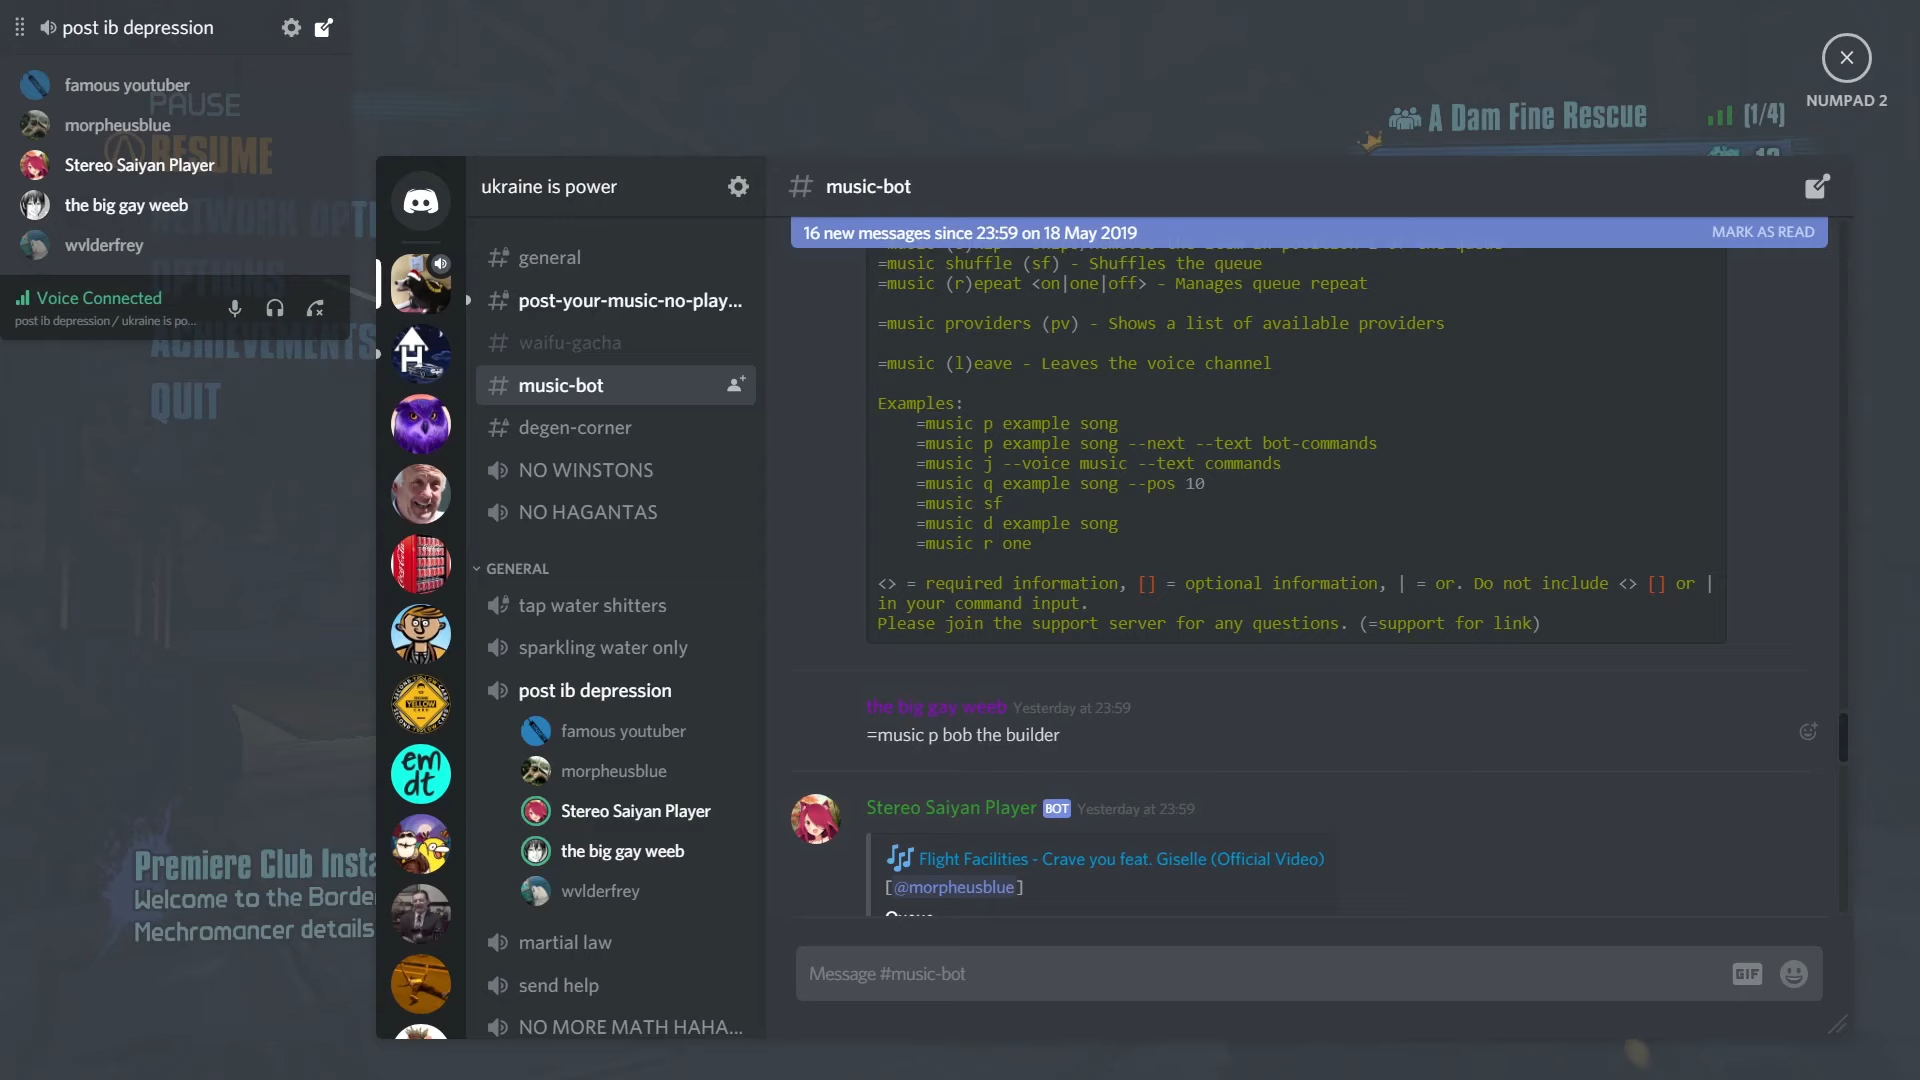 post ib depression
famous youtuber
morpheusblue
Stereo Saiyan Player
the big gay weeb
wvlderfrey
Voice Connected
post ib depression / ukraine is po...
PAUSE
RESUME
OPTIONS
ACHIEVEMENTS
QUIT
Premiere Club Insta
Welcome to the Borde
Mechromancer details
A Dam Fine Rescue
(1/4)
NUMPAD 2
ukraine is power
general
post-your-music-no-play...
waifu-gacha
music-bot
degen-corner
NO WINSTONS
NO HAGANTAS
GENERAL
tap water shitters
sparkling water only
post ib depression
famous youtuber
morpheusblue
Stereo Saiyan Player
the big gay weeb
wvlderfrey
martial law
send help
NO MORE MATH HAHA...
H
SECOND YELLOW CARD
em
dt
# music-bot
16 new messages since 23:59 on 18 May 2019
MARK AS READ
=music shuffle (sf) - Shuffles the queue
=music (r)epeat <on|one|off> - Manages queue repeat
=music providers (pv) - Shows a list of available providers
=music (l)eave - Leaves the voice channel
Examples:
=music p example song
=music p example song --next --text bot-commands
=music j --voice music --text commands
=music q example song --pos 10
=music sf
=music d example song
=music r one
<> = required information, [] = optional information, | = or. Do not include <> [] or |
in your command input.
Please join the support server for any questions. (=support for link)
the big gay weeb Yesterday at 23:59
=music p bob the builder
Stereo Saiyan Player BOT Yesterday at 23:59
Flight Facilities - Crave you feat. Giselle (Official Video)
[@morpheusblue]
Message #music-bot
GIF